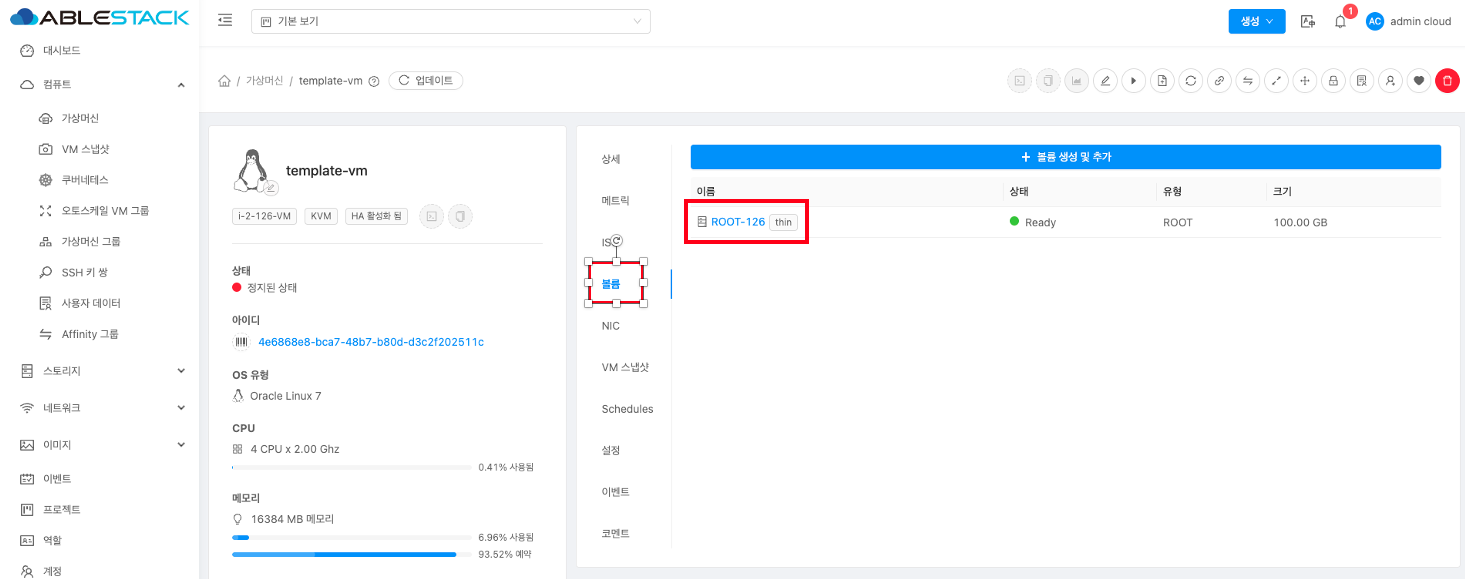 ABLESTACK
기본 보기
생성
1
AC
admin cloud
대시보드
컴퓨트
가상머신
VM 스냅샷
쿠버네테스
오토스케일 VM 그룹
가상머신 그룹
SSH 키 쌍
사용자 데이터
Affinity 그룹
스토리지
네트워크
이미지
이벤트
프로젝트
역할
계정
/ 가상머신 / template-vm
업데이트
template-vm
i-2-126-VM
KVM
HA 활성화 됨
상태
정지된 상태
아이디
4e6868e8-bca7-48b7-b80d-d3c2f202511c
OS 유형
Oracle Linux 7
CPU
4 CPU x 2.00 Ghz
0.41% 사용됨
메모리
16384 MB 메모리
6.96% 사용됨
93.52% 예약
상세
메트릭
볼륨
NIC
VM 스냅샷
Schedules
설정
이벤트
코멘트
+ 볼륨 생성 및 추가
이름 상태 유형 크기
ROOT-126 thin Ready ROOT 100.00 GB